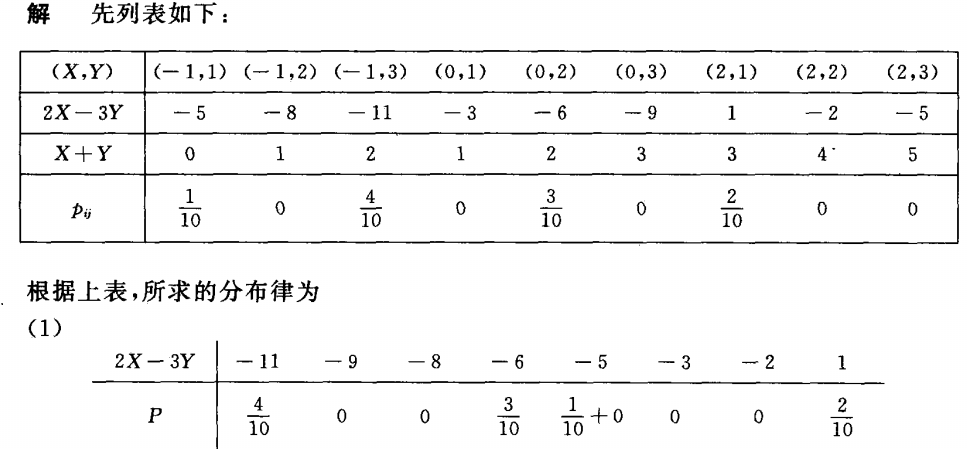 解 先列表如下:
(X,Y) (-1,1) (-1,2) (-1,3) (0,1) (0,2) (0,3) (2,1) (2,2) (2,3)
2X-3Y -5 -8 -11 -3 -6 -9 1 -2 -5
X+Y 0 1 2 1 2 3 3 4 5
p_{ij} 1/10 0 4/10 0 3/10 0 2/10 0 0
根据上表,所求的分布律为
(1)
2X-3Y -11 -9 -8 -6 -5 -3 -2 1
P 4/10 0 0 3/10 1/10+0 0 0 2/10